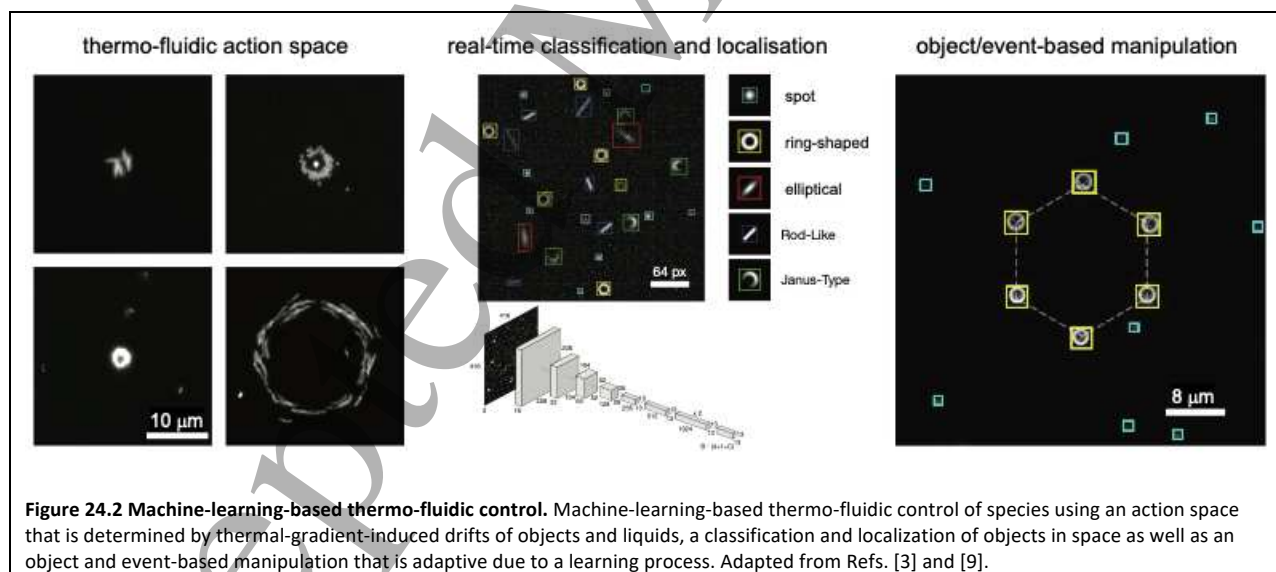 thermo-fluidic action space
real-time classification and localisation
object/event-based manipulation
spot
ring-shaped
elliptical
Rod-Like
Janus-Type
64 px
10 μm
8 μm
Figure 24.2 Machine-learning-based thermo-fluidic control. Machine-learning-based thermo-fluidic control of species using an action space
that is determined by thermal-gradient-induced drifts of objects and liquids, a classification and localization of objects in space as well as an
object and event-based manipulation that is adaptive due to a learning process. Adapted from Refs. [3] and [9].